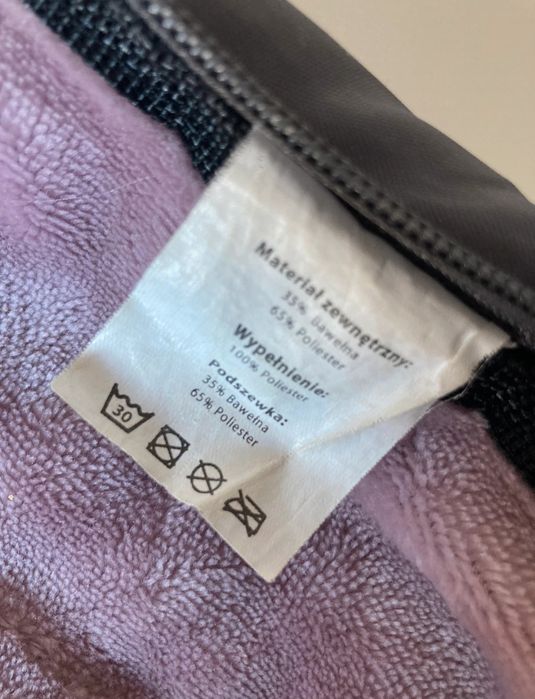 Materiał zewnętrzny:
35% Bawełna
65% Poliester
Wypełnienie:
100% Poliester
Podszewka:
35% Bawełna
65% Poliester
30